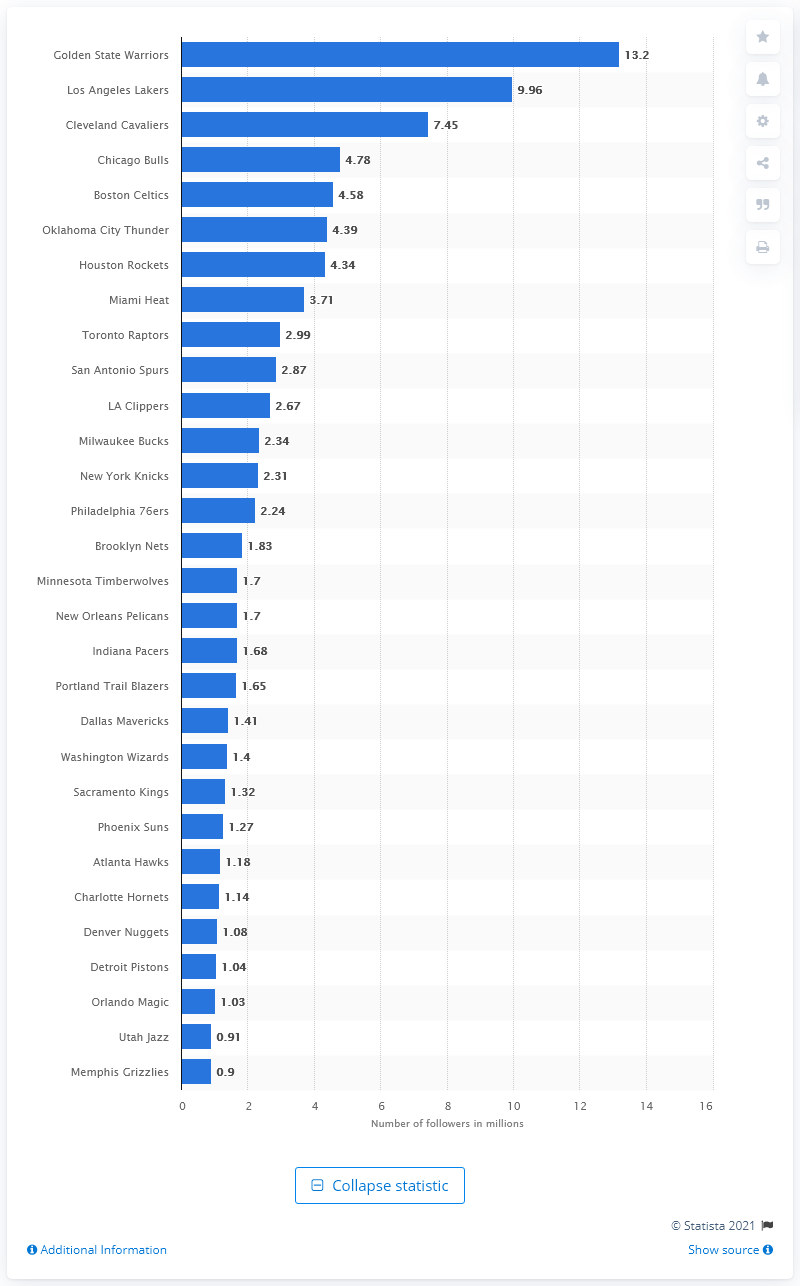 Golden State Warriors 13.2
Los Angeles Lakers 9.96
Cleveland Cavaliers 7.45
Chicago Bulls 4.78
Boston Celtics 4.58
Oklahoma City Thunder 4.39
Houston Rockets 4.34
Miami Heat 3.71
Toronto Raptors 2.99
San Antonio Spurs 2.87
LA Clippers 2.67
Milwaukee Bucks 2.34
New York Knicks 2.31
Philadelphia 76ers 2.24
Brooklyn Nets 1.83
Minnesota Timberwolves 1.7
New Orleans Pelicans 1.7
Indiana Pacers 1.68
Portland Trail Blazers 1.65
Dallas Mavericks 1.41
Washington Wizards 1.4
Sacramento Kings 1.32
Phoenix Suns 1.27
Atlanta Hawks 1.18
Charlotte Hornets 1.14
Denver Nuggets 1.08
Detroit Pistons 1.04
Orlando Magic 1.03
Utah Jazz 0.91
Memphis Grizzlies 0.9
0 2 4 6 8 10 12 14 16
Number of followers in millions
Collapse statistic
© Statista 2021
Additional Information Show source